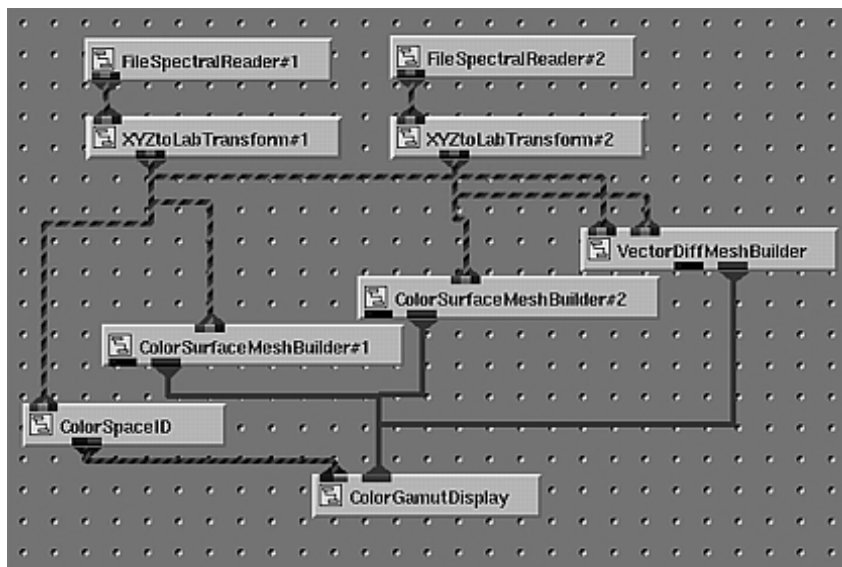 FileSpectralReader#1
FileSpectralReader#2
XYZtoLabTransform#1
XYZtoLabTransform#2
VectorDiffMeshBuilder
ColorSurfaceMeshBuilder#2
ColorSurfaceMeshBuilder#1
ColorSpaceID
ColorGamutDisplay